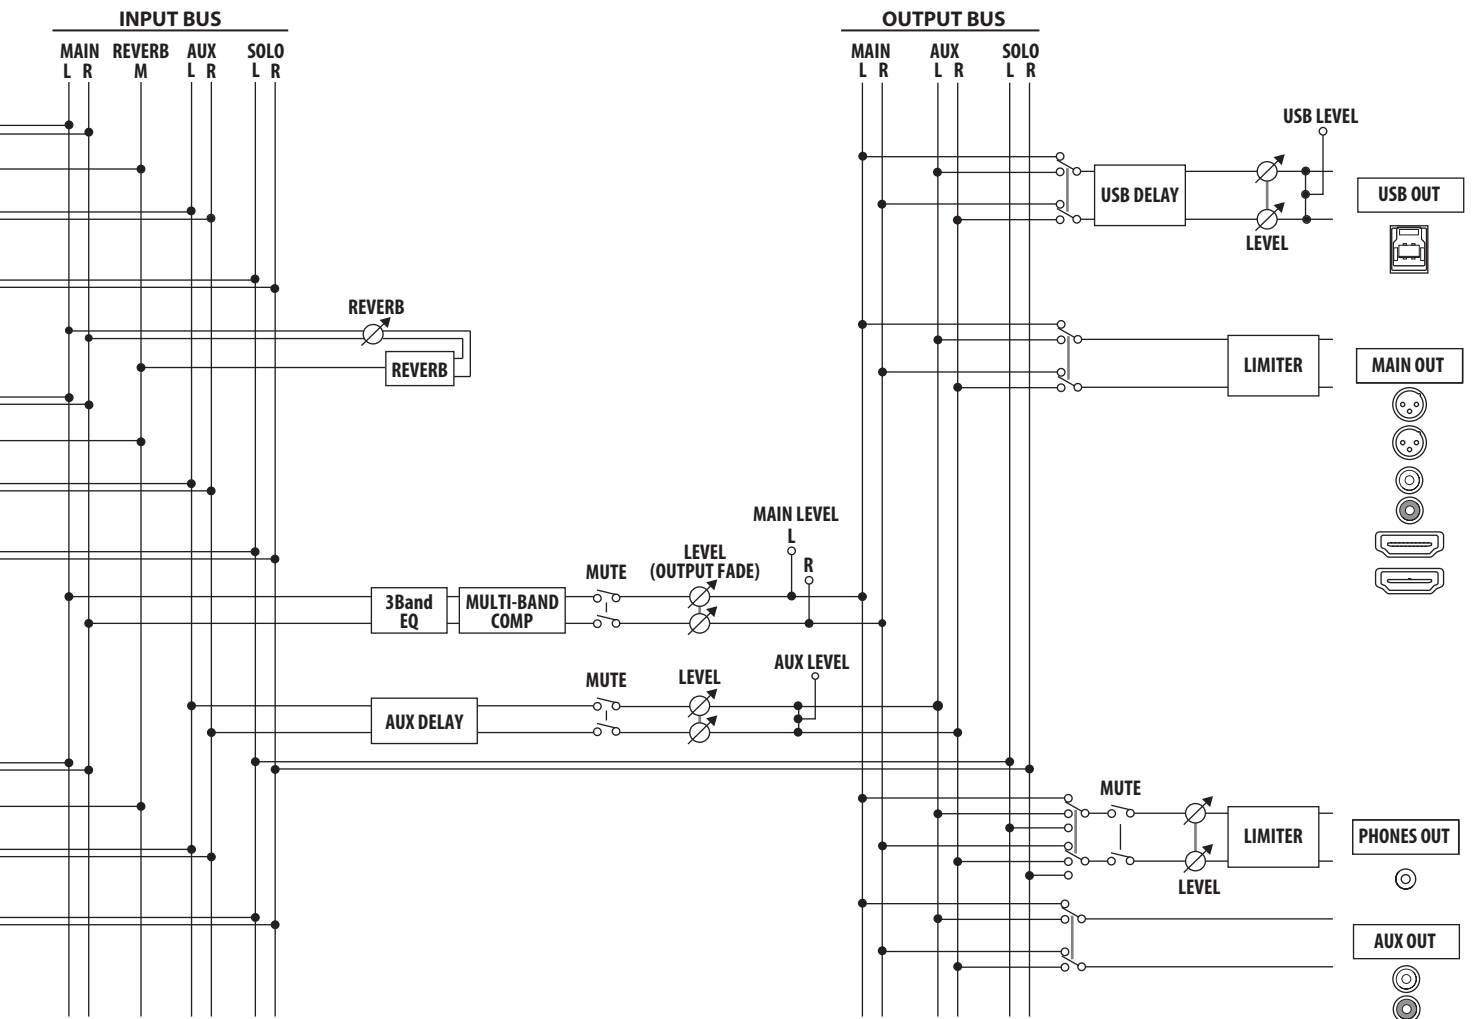 INPUT BUS
MAIN REVERB AUX SOLO
L R M L R L R
OUTPUT BUS
MAIN AUX SOLO
L R L R L R
USB LEVEL
USB DELAY
LEVEL
USB OUT
REVERB
REVERB
LIMITER
MAIN OUT
MAIN LEVEL
L
R
3Band
EQ
MULTI-BAND
COMP
MUTE
LEVEL
(OUTPUT FADE)
AUX LEVEL
AUX DELAY
MUTE
LEVEL
MUTE
LEVEL
LIMITER
PHONES OUT
AUX OUT